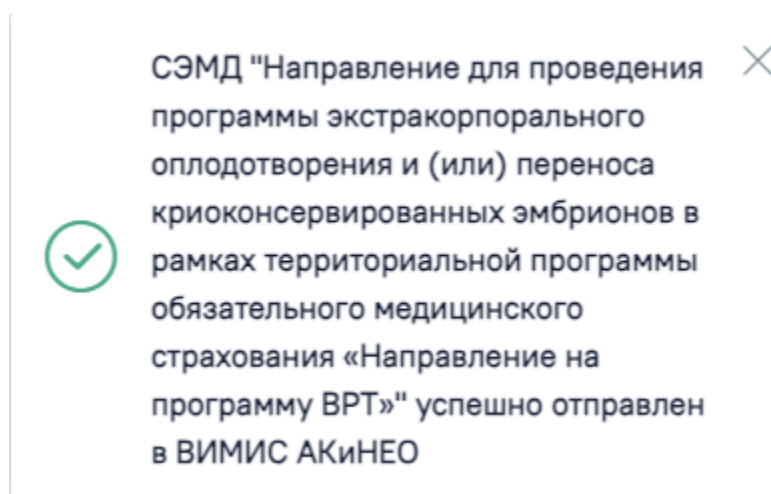 СЭМД "Направление для проведения
программы экстракорпорального
оплодотворения и (или) переноса
криоконсервированных эмбрионов в
рамках территориальной программы
обязательного медицинского
страхования «Направление на
программу ВРТ»" успешно отправлен
в ВИМИС АКиНЕО